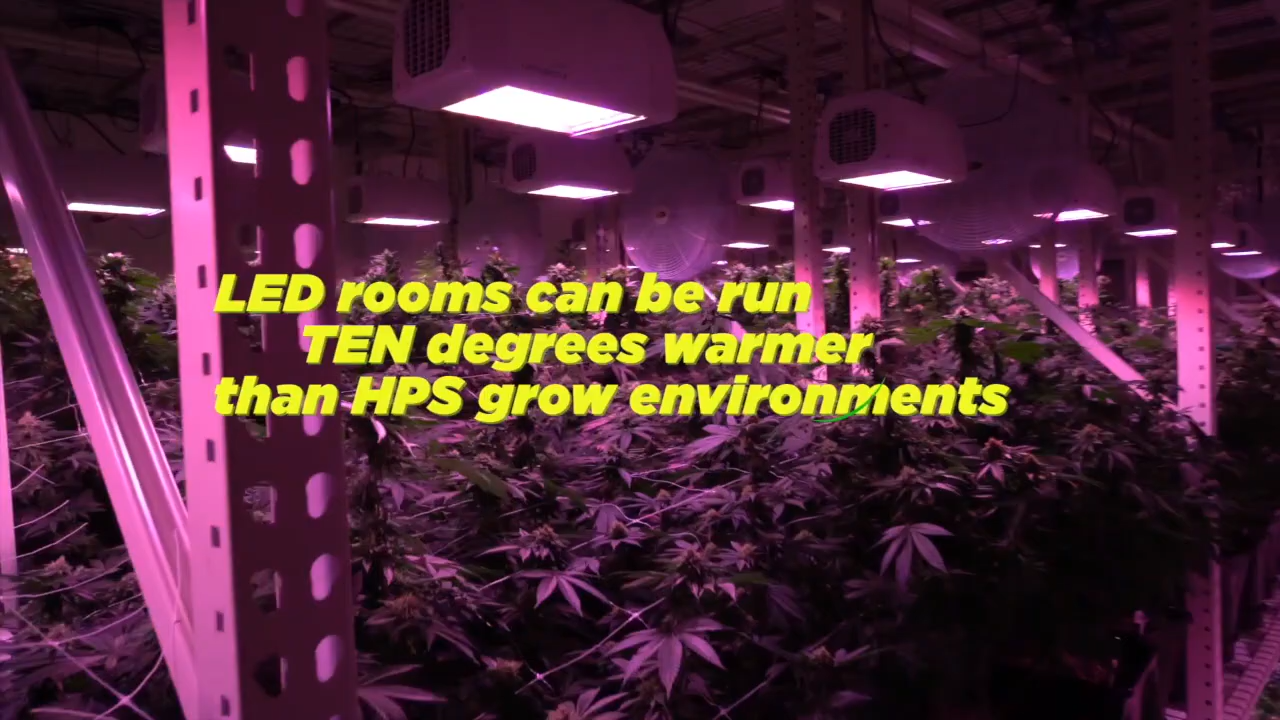 LED rooms can be run
TEN degrees warmer
than HPS grow environments